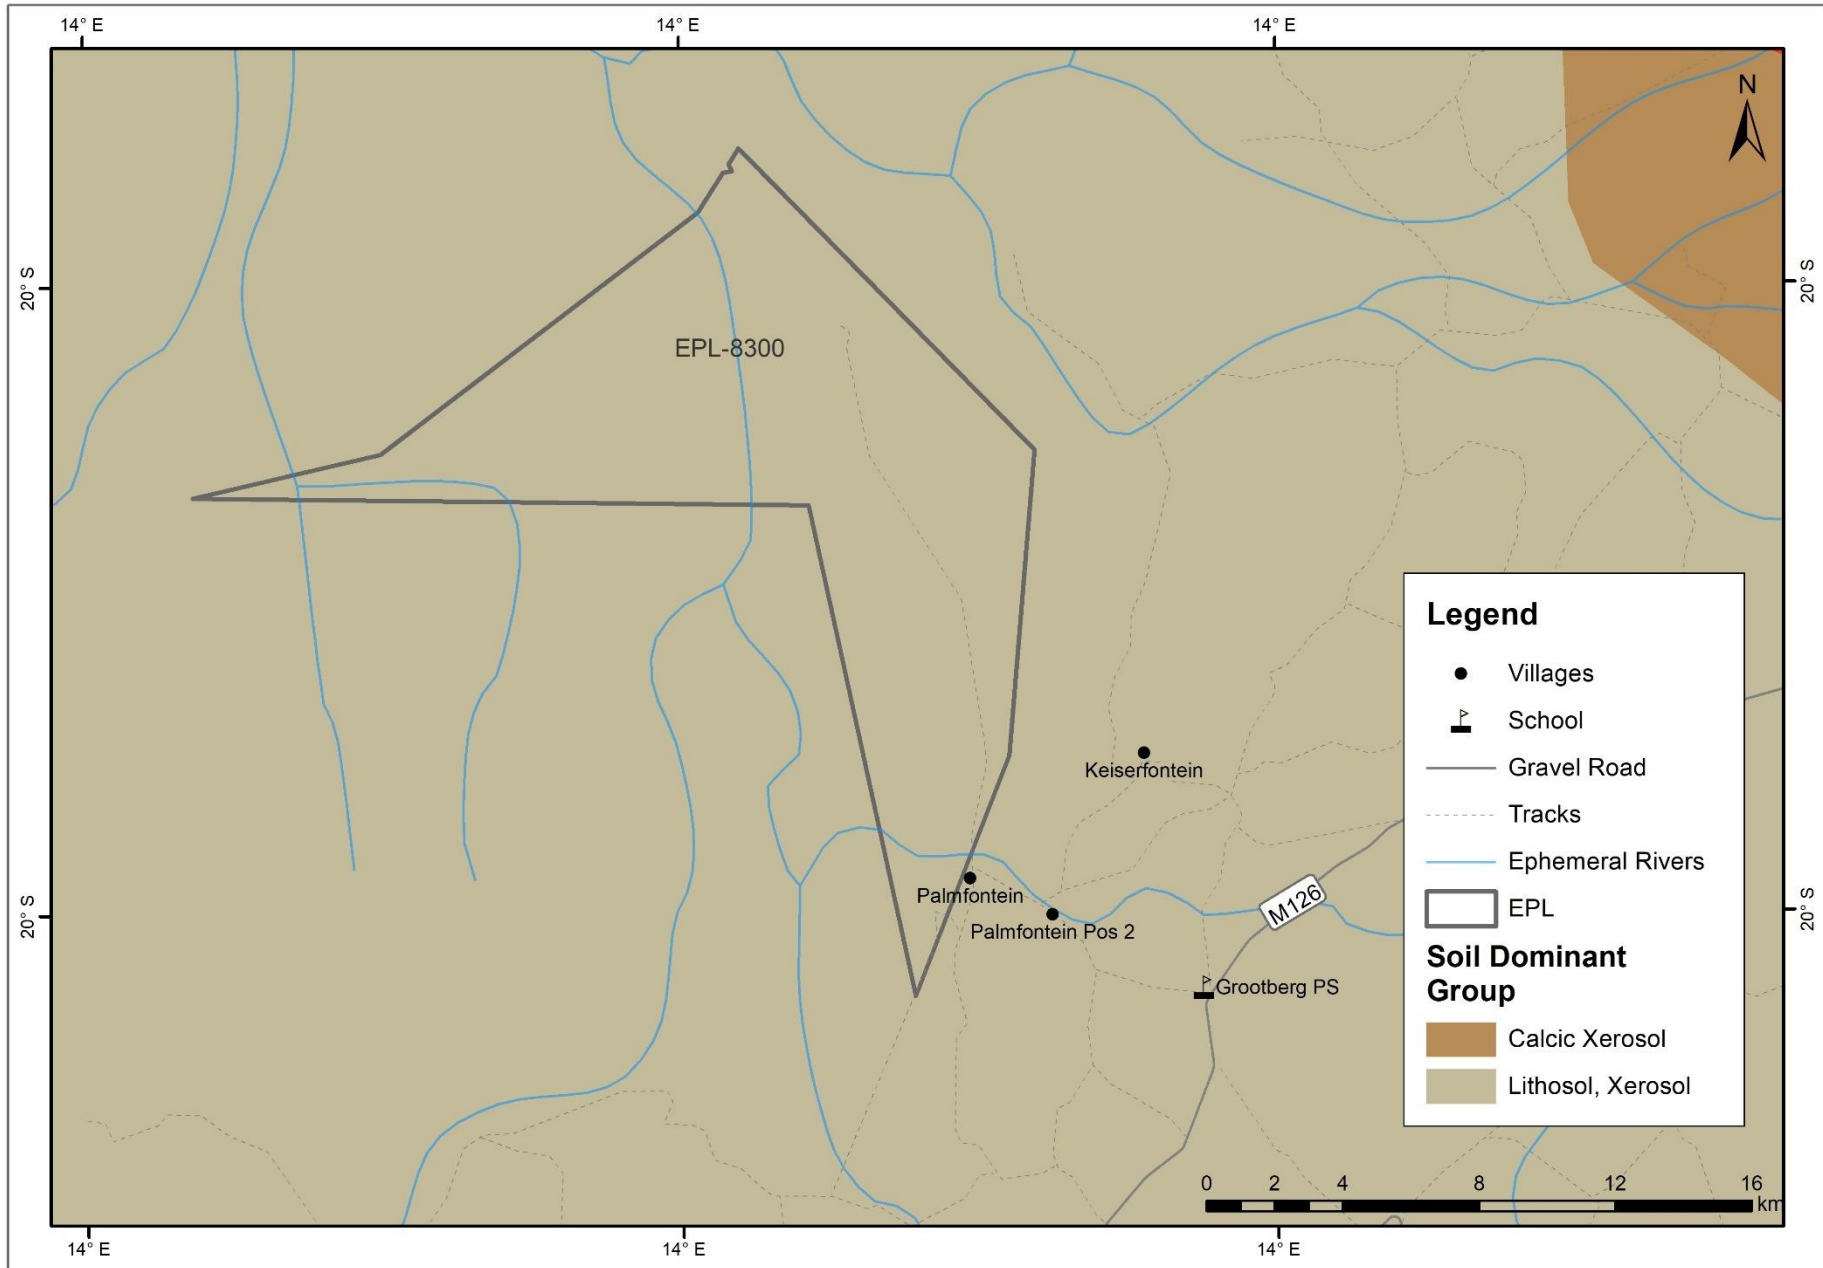 14° E
14° E
14° E
N
20° S
20° S
EPL-8300
Keiserfontein
Palmfontein
Palmfontein Pos 2
M126
Grootberg PS
20° S
20° S
Legend
Villages
School
Gravel Road
Tracks
Ephemeral Rivers
EPL
Soil Dominant
Group
Calcic Xerosol
Lithosol, Xerosol
0 2 4 8 12 16
km
14° E
14° E
14° E